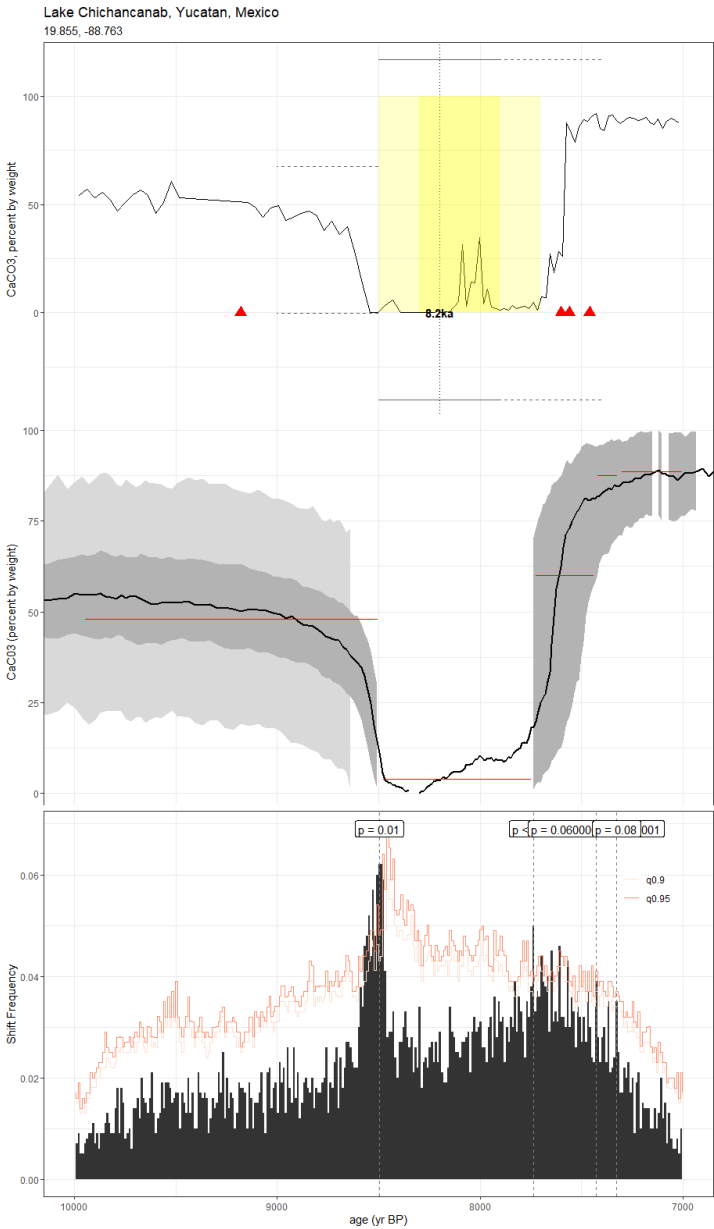 Lake Chichancanab, Yucatan, Mexico
19.855, -88.763
CaCO3, percent by weight)
100
50
0
8.2ka
CaC03 (percent by weight)
100
75
50
25
0
Shift Frequency
p = 0.01
p <
p = 0.06000
p = 0.08
001
q0.9
q0.95
0.06
0.04
0.02
0.00
10000
9000
8000
7000
age (yr BP)